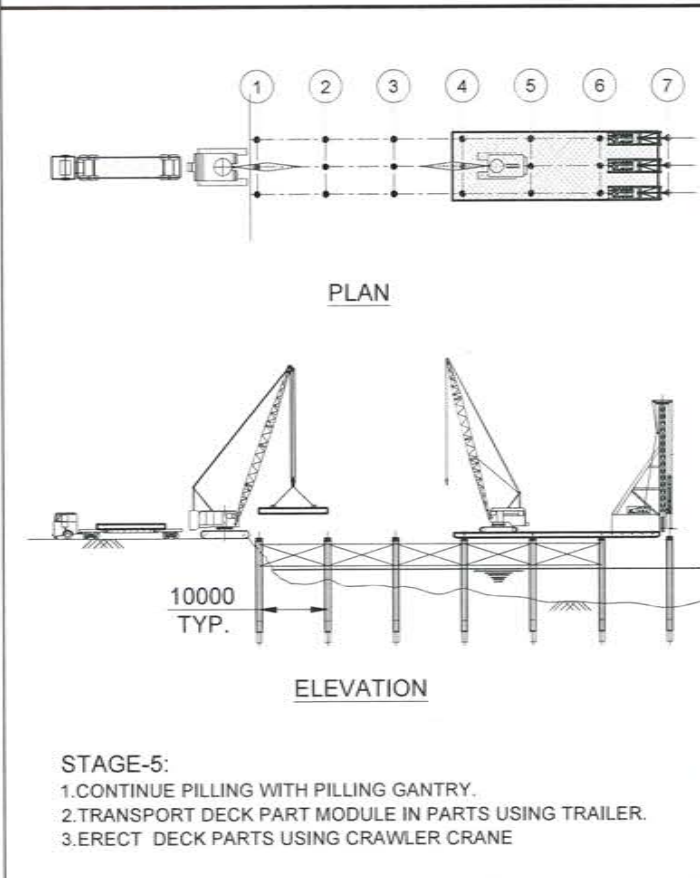 1 2 3 4 5 6 7
PLAN
10000
TYP.
ELEVATION
STAGE-5:
1.CONTINUE PILLING WITH PILLING GANTRY.
2.TRANSPORT DECK PART MODULE IN PARTS USING TRAILER.
3.ERECT DECK PARTS USING CRAWLER CRANE